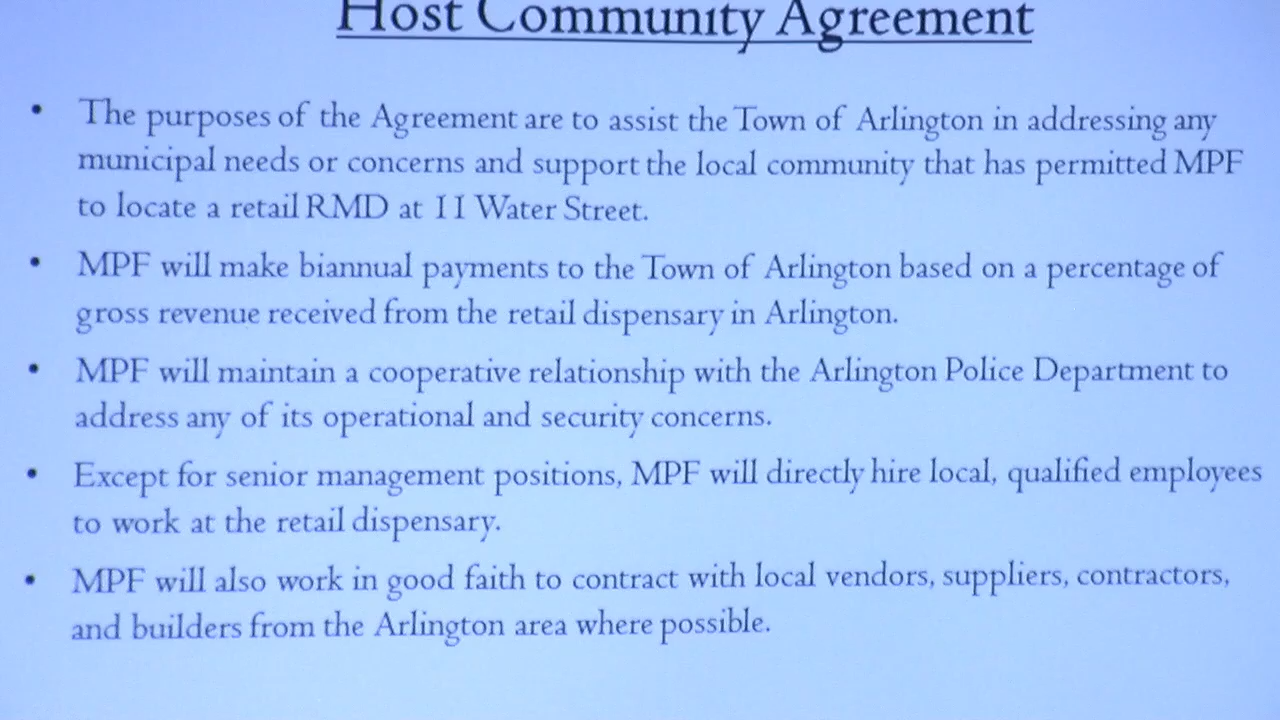 Host Community Agreement
• The purposes of the Agreement are to assist the Town of Arlington in addressing any
municipal needs or concerns and support the local community that has permitted MPF
to locate a retail RMD at 11 Water Street.
• MPF will make biannual payments to the Town of Arlington based on a percentage of
gross revenue received from the retail dispensary in Arlington.
• MPF will maintain a cooperative relationship with the Arlington Police Department to
address any of its operational and security concerns.
• Except for senior management positions, MPF will directly hire local, qualified employees
to work at the retail dispensary.
• MPF will also work in good faith to contract with local vendors, suppliers, contractors,
and builders from the Arlington area where possible.